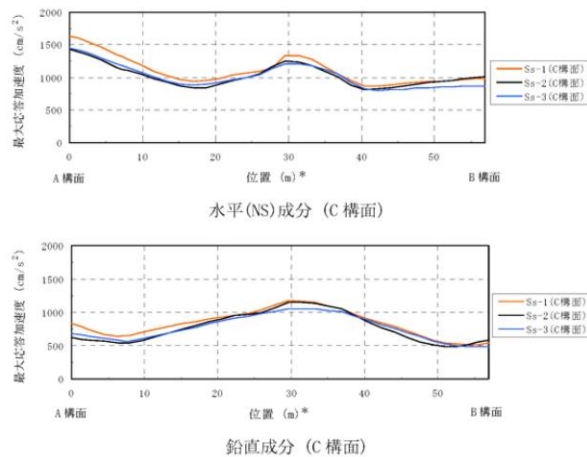 最大応答加速度 (cm/s²)
2000
1500
1000
500
0
0 10 20 30 40 50
A構面 位置 (m)* B構面
Ss-1(C構面)
Ss-2(C構面)
Ss-3(C構面)
水平(NS)成分 (C構面)
最大応答加速度 (cm/s²)
2000
1500
1000
500
0
0 10 20 30 40 50
A構面 位置 (m)* B構面
Ss-1(C構面)
Ss-2(C構面)
Ss-3(C構面)
鉛直成分 (C構面)